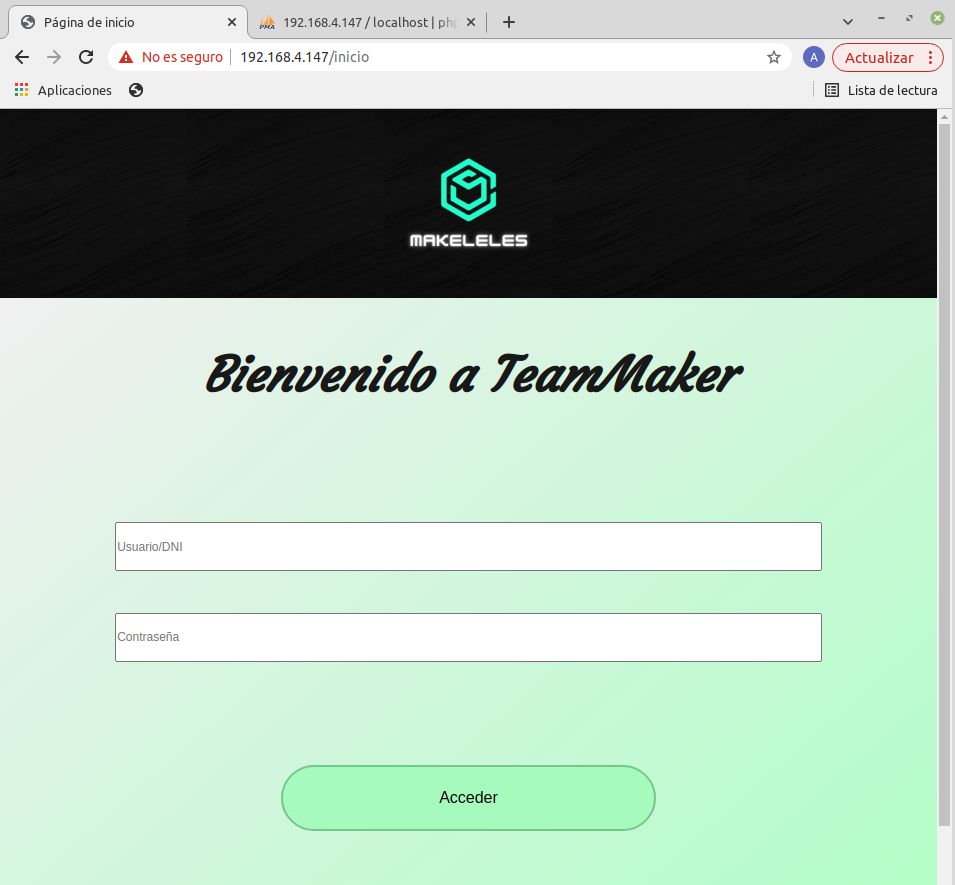 Página de inicio
192.168.4.147 / localhost | php
No es seguro
192.168.4.147/inicio
A
Actualizar
Aplicaciones
Lista de lectura
MAKELELES
Bienvenido a TeamMaker
Usuario/DNI
Contraseña
Acceder